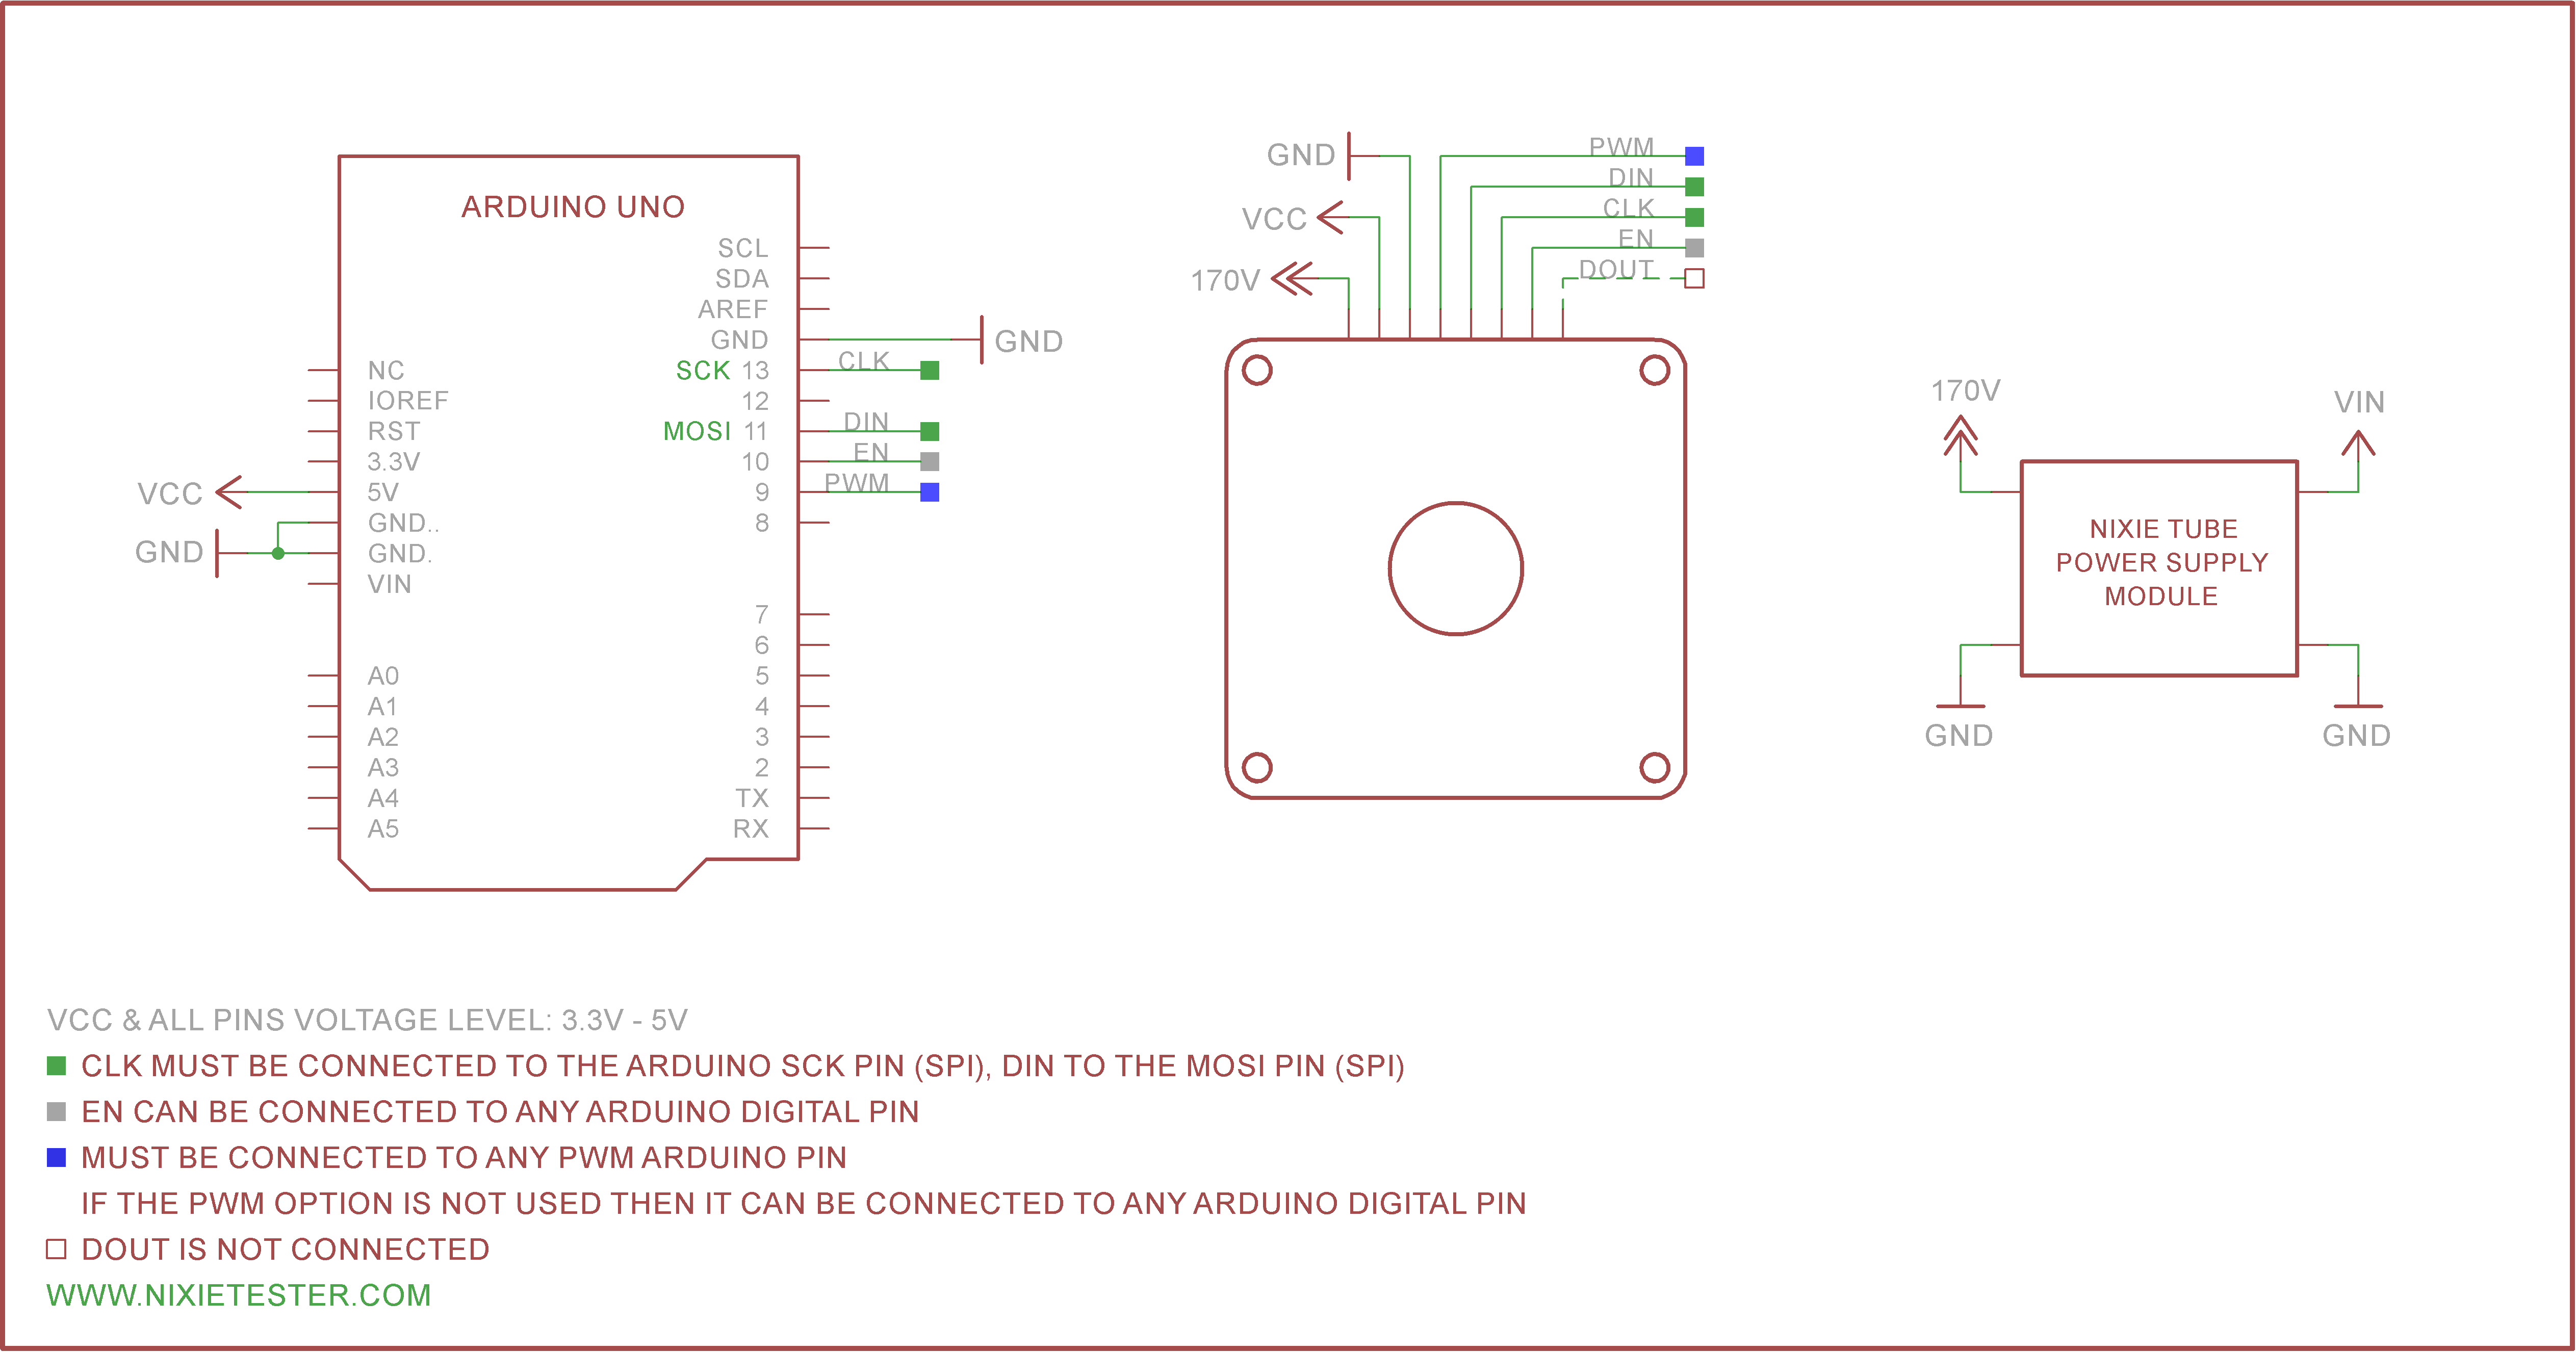 ARDUINO UNO
SCL
SDA
AREF
GND
GND
SCK 13
CLK
12
MOSI 11
DIN
10
EN
9
PWM
8
7
6
5
4
3
2
TX
RX
NC
IOREF
RST
3.3V
VCC
5V
GND..
GND
GND.
VIN
A0
A1
A2
A3
A4
A5
GND
VCC
170V
PWM
DIN
CLK
EN
DOUT
170V
VIN
NIXIE TUBE
POWER SUPPLY
MODULE
GND
GND
VCC & ALL PINS VOLTAGE LEVEL: 3.3V - 5V
CLK MUST BE CONNECTED TO THE ARDUINO SCK PIN (SPI), DIN TO THE MOSI PIN (SPI)
EN CAN BE CONNECTED TO ANY ARDUINO DIGITAL PIN
MUST BE CONNECTED TO ANY PWM ARDUINO PIN
IF THE PWM OPTION IS NOT USED THEN IT CAN BE CONNECTED TO ANY ARDUINO DIGITAL PIN
DOUT IS NOT CONNECTED
WWW.NIXIETESTER.COM